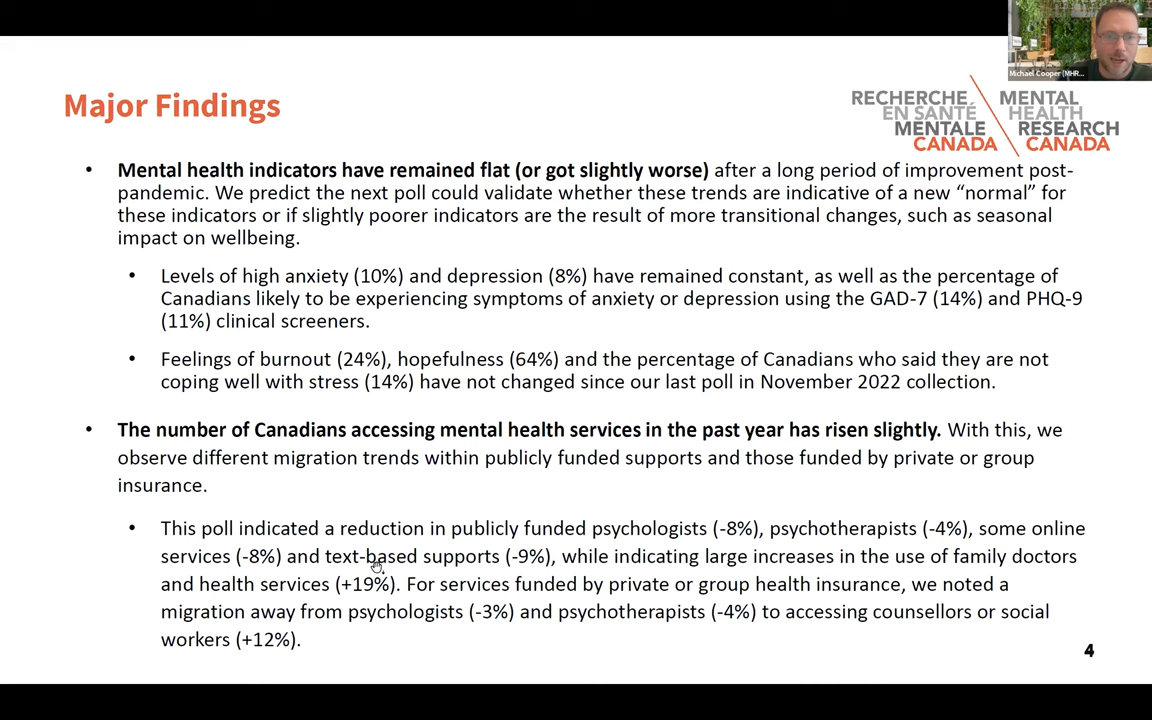 Michael Cooper (MHR...
Major Findings
RECHERCHE
EN SANTÉ
MENTALE
CANADA
MENTAL
HEALTH
RESEARCH
CANADA
• Mental health indicators have remained flat (or got slightly worse) after a long period of improvement post-
pandemic. We predict the next poll could validate whether these trends are indicative of a new “normal” for
these indicators or if slightly poorer indicators are the result of more transitional changes, such as seasonal
impact on wellbeing.
• Levels of high anxiety (10%) and depression (8%) have remained constant, as well as the percentage of
Canadians likely to be experiencing symptoms of anxiety or depression using the GAD-7 (14%) and PHQ-9
(11%) clinical screeners.
• Feelings of burnout (24%), hopefulness (64%) and the percentage of Canadians who said they are not
coping well with stress (14%) have not changed since our last poll in November 2022 collection.
• The number of Canadians accessing mental health services in the past year has risen slightly. With this, we
observe different migration trends within publicly funded supports and those funded by private or group
insurance.
• This poll indicated a reduction in publicly funded psychologists (-8%), psychotherapists (-4%), some online
services (-8%) and text-based supports (-9%), while indicating large increases in the use of family doctors
and health services (+19%). For services funded by private or group health insurance, we noted a
migration away from psychologists (-3%) and psychotherapists (-4%) to accessing counsellors or social
workers (+12%).
4